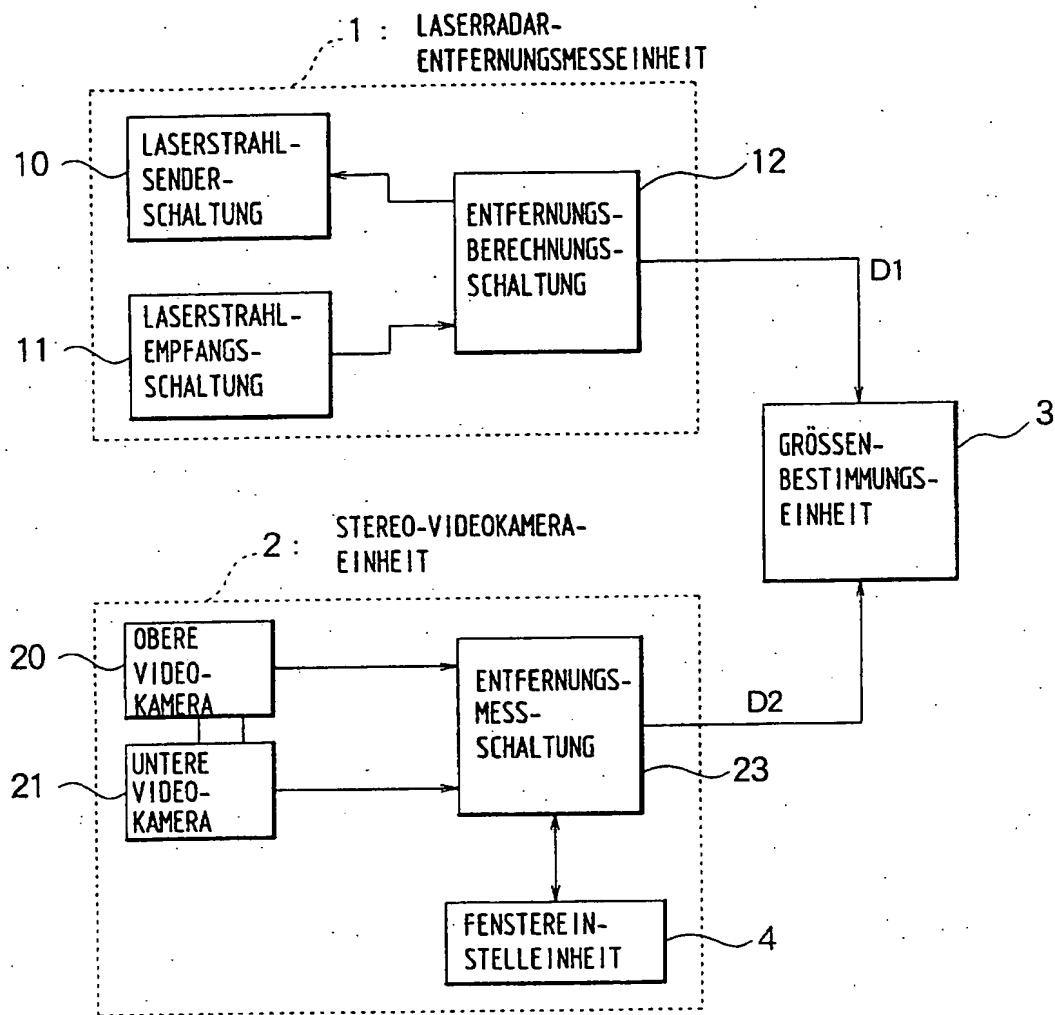 1 : LASERRADAR-
ENTFERNUNGSMESSEINHEIT
10
LASERSTRAHL-
SENDER-
SCHALTUNG
12
ENTFERNUNGS-
BERECHNUNGS-
SCHALTUNG
D1
11
LASERSTRAHL-
EMPFANGS-
SCHALTUNG
3
GRÖSSEN-
BESTIMMUNGS-
EINHEIT
2 : STEREO-VIDEOKAMERA-
EINHEIT
20
OBERE
VIDEO-
KAMERA
ENTFERNUNGS-
MESS-
SCHALTUNG
D2
23
21
UNTERE
VIDEO-
KAMERA
FENSTEREIN-
STELLEINHEIT
4